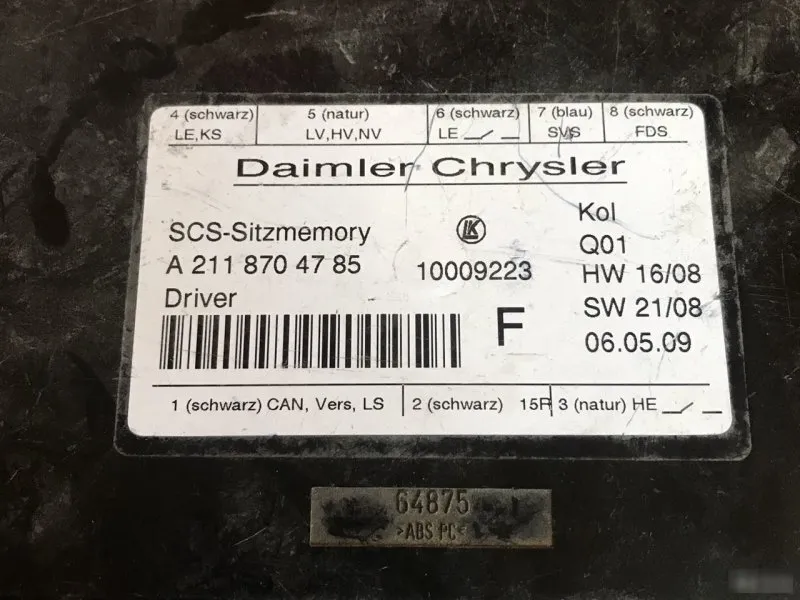 4 (schwarz) 5 (natur) 6 (schwarz) 7 (blau) 8 (schwarz)
LE,KS LV,HV,NV LE SVS FDS
Daimler Chrysler
SCS-Sitzmemory
A 211 870 47 85
Driver
LK
10009223
F
Kol
Q01
HW 16/08
SW 21/08
06.05.09
1 (schwarz) CAN, Vers, LS 2 (schwarz) 15R 3 (natur) HE
64875
>ABS PC<